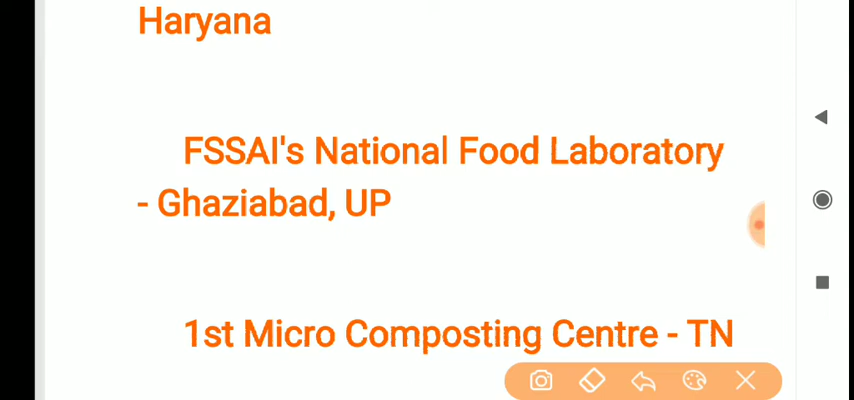 Haryana
FSSAI's National Food Laboratory
- Ghaziabad, UP
1st Micro Composting Centre - TN